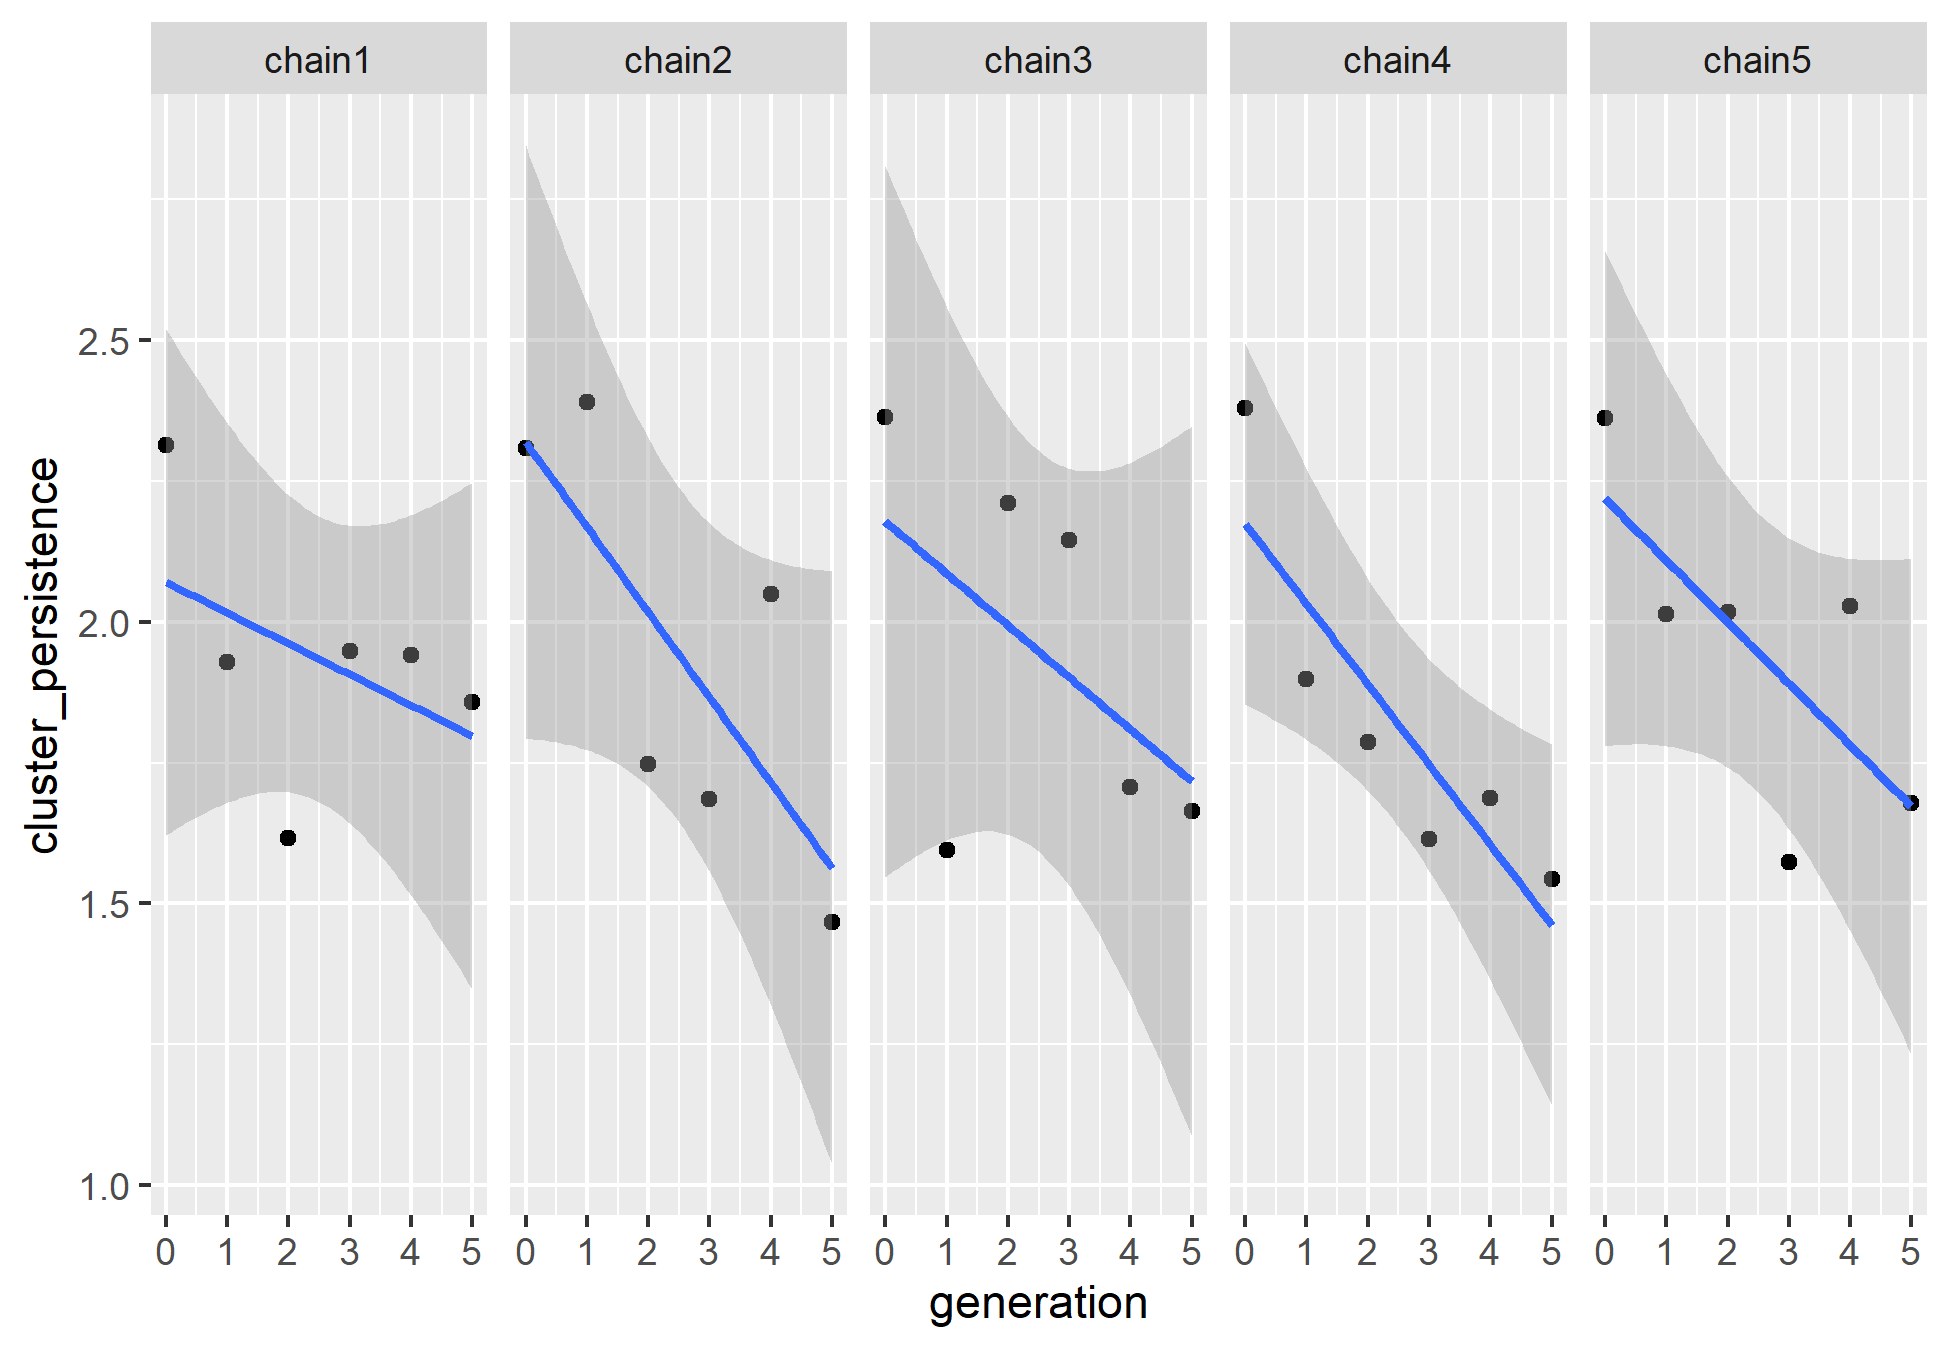 chain1 chain2 chain3 chain4 chain5
cluster_persistence
2.5
2.0
1.5
1.0
0 1 2 3 4 5 0 1 2 3 4 5 0 1 2 3 4 5 0 1 2 3 4 5 0 1 2 3 4 5
generation